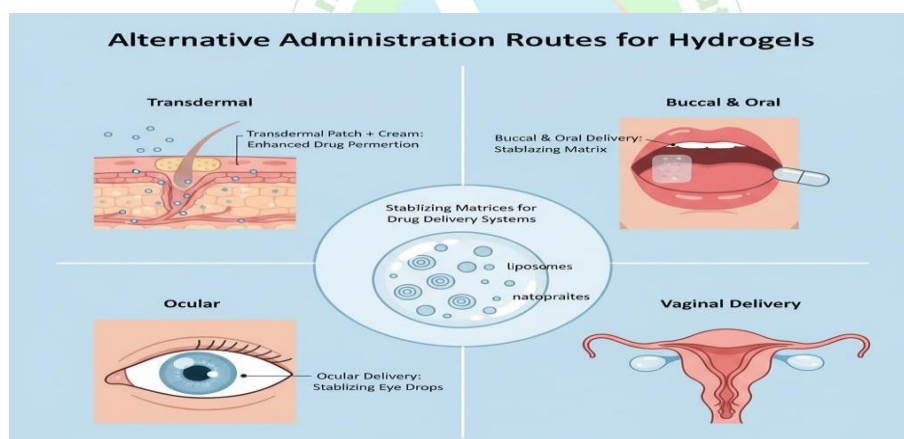 Alternative Administration Routes for Hydrogels
Transdermal
Transdermal Patch + Cream:
Enhanced Drug Permertion
Buccal & Oral
Buccal & Oral Delivery:
Stablazing Matrix
Stabilizing Matrices for
Drug Delivery Systems
liposomes
natopraites
Ocular
Ocular Delivery:
Stablizing Eye Drops
Vaginal Delivery